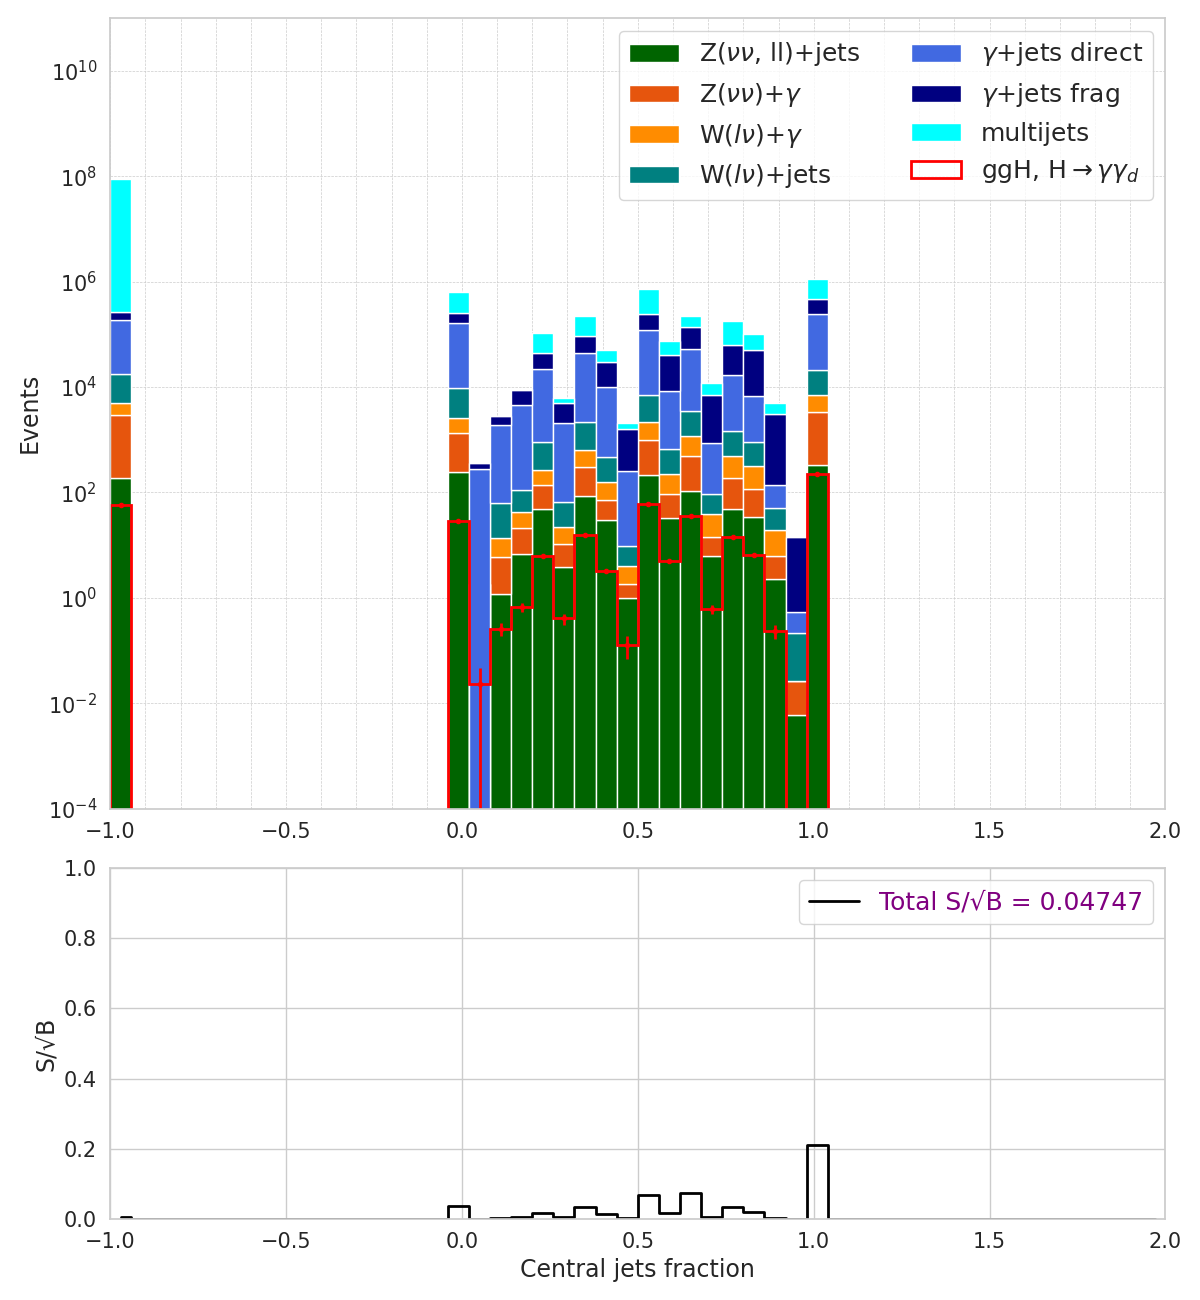 Events
10^10
10^8
10^6
10^4
10^2
10^0
10^−2
10^−4
Z(νν, ll)+jets
Z(νν)+γ
W(lν)+γ
W(lν)+jets
γ+jets direct
γ+jets frag
multijets
ggH, H→γγ_d
−1.0 −0.5 0.0 0.5 1.0 1.5 2.0
S/√B
1.0
0.8
0.6
0.4
0.2
0.0
Total S/√B = 0.04747
−1.0 −0.5 0.0 0.5 1.0 1.5 2.0
Central jets fraction